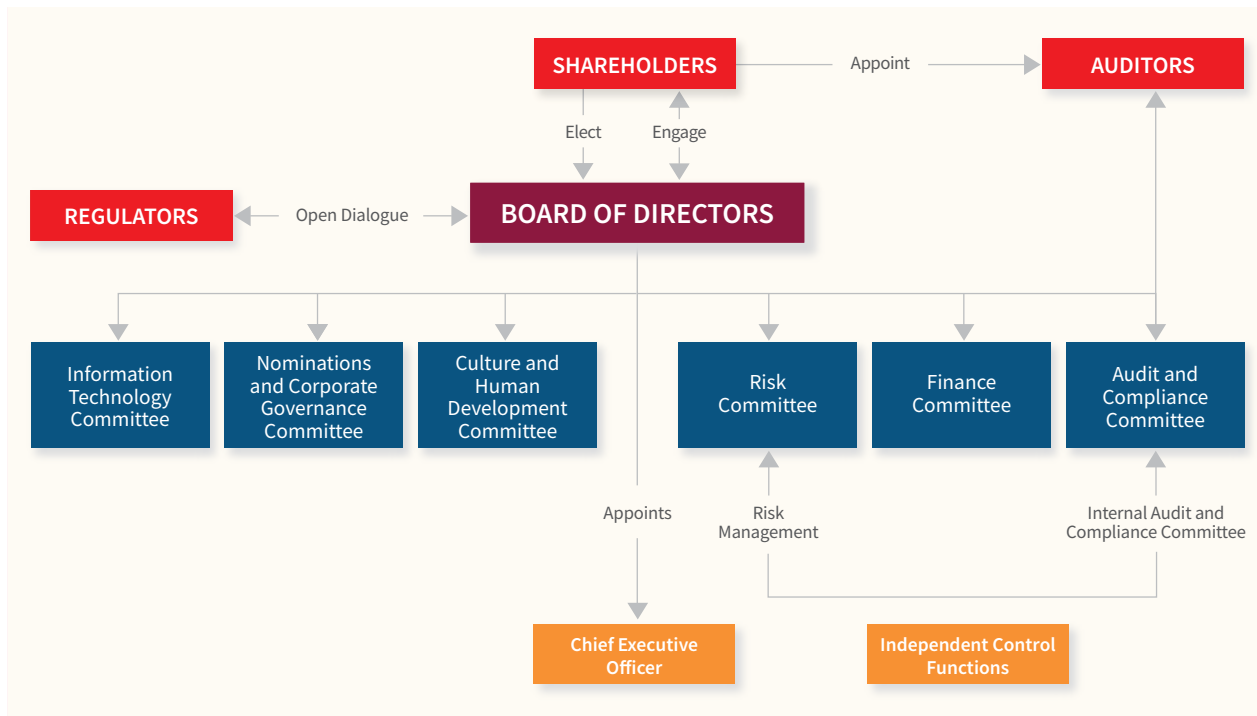 SHAREHOLDERS
Appoint
AUDITORS
Elect
Engage
REGULATORS
Open Dialogue
BOARD OF DIRECTORS
Information
Technology
Committee
Nominations
and Corporate
Governance
Committee
Culture and
Human
Development
Committee
Risk
Committee
Finance
Committee
Audit and
Compliance
Committee
Appoints
Risk
Management
Internal Audit and
Compliance Committee
Chief Executive
Officer
Independent Control
Functions